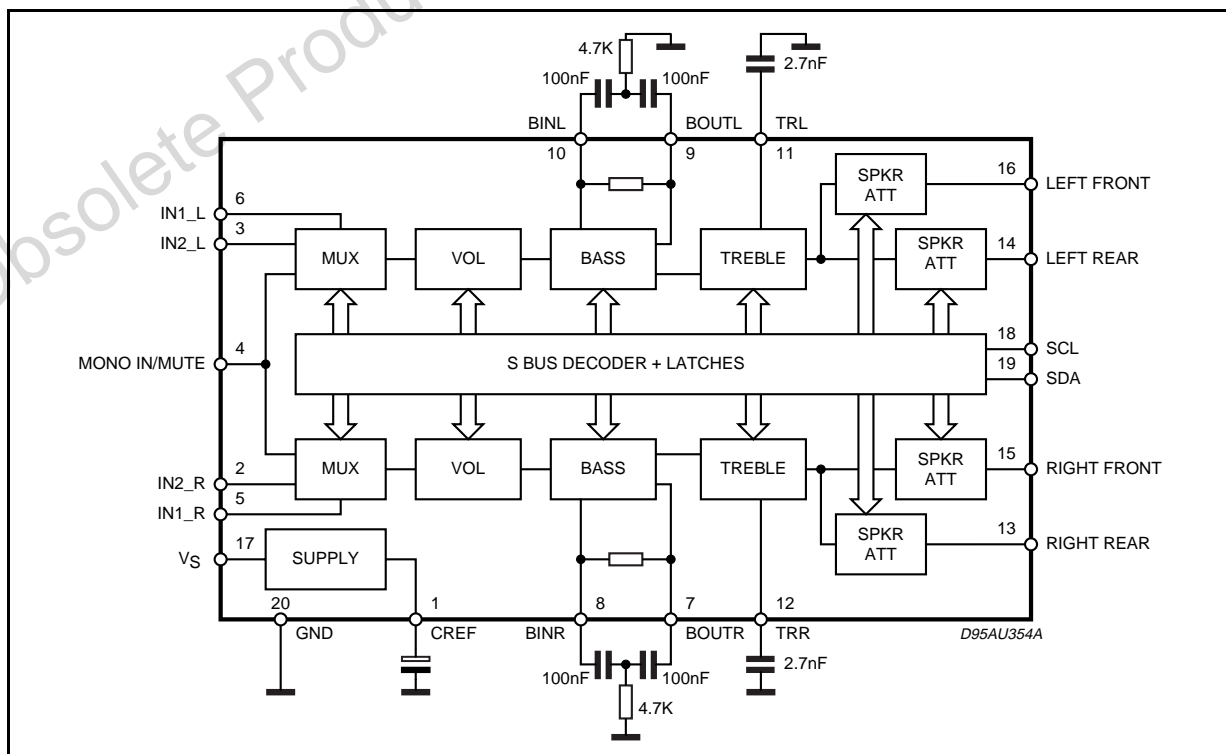 Obsolete Produ
4.7K
100nF
100nF
2.7nF
BINL
BOUTL
TRL
10
9
11
6
IN1_L
3
IN2_L
MUX
VOL
BASS
TREBLE
SPKR
ATT
16
LEFT FRONT
SPKR
ATT
14
LEFT REAR
4
MONO IN/MUTE
S BUS DECODER + LATCHES
18
SCL
19
SDA
2
IN2_R
5
IN1_R
MUX
VOL
BASS
TREBLE
SPKR
ATT
15
RIGHT FRONT
SPKR
ATT
13
RIGHT REAR
17
VS
SUPPLY
20
GND
1
CREF
8
BINR
7
BOUTR
12
TRR
D95AU354A
100nF
100nF
2.7nF
4.7K